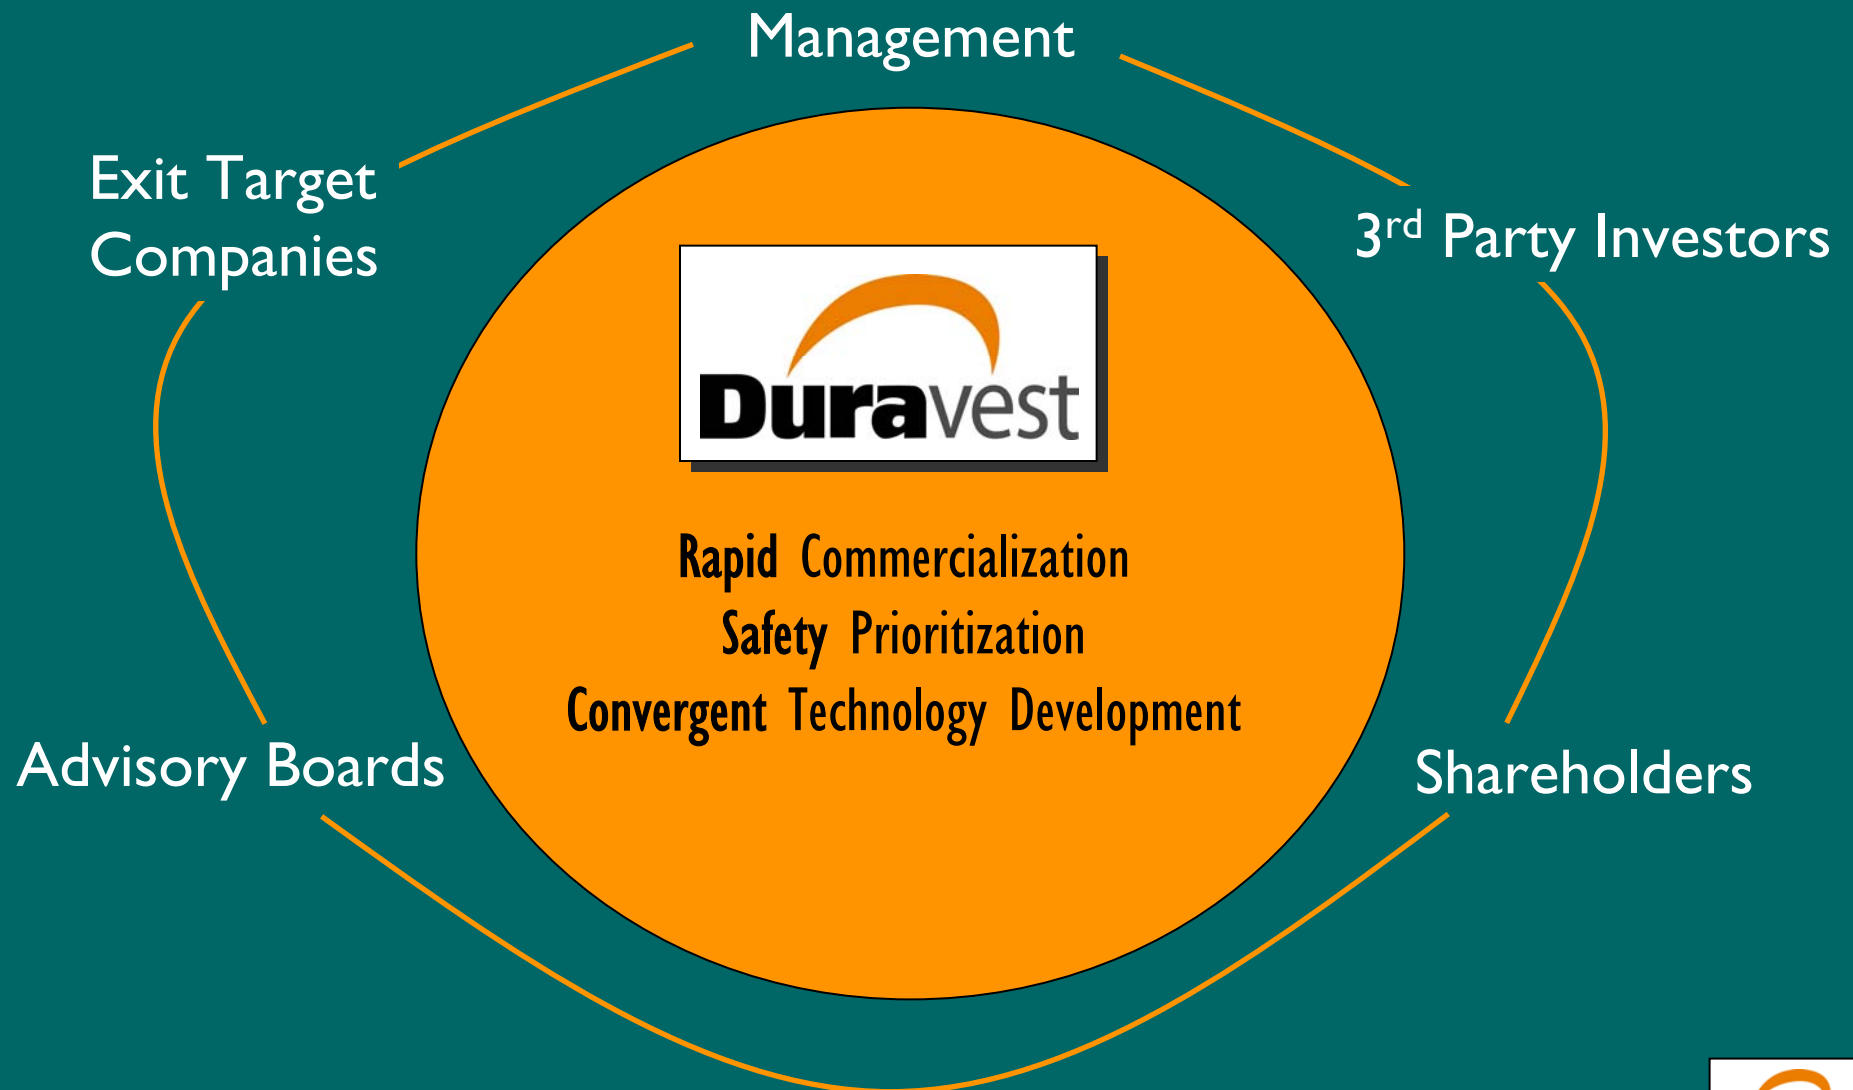 Management
Exit Target
Companies
3rd Party Investors
Duravest
Rapid Commercialization
Safety Prioritization
Convergent Technology Development
Advisory Boards
Shareholders